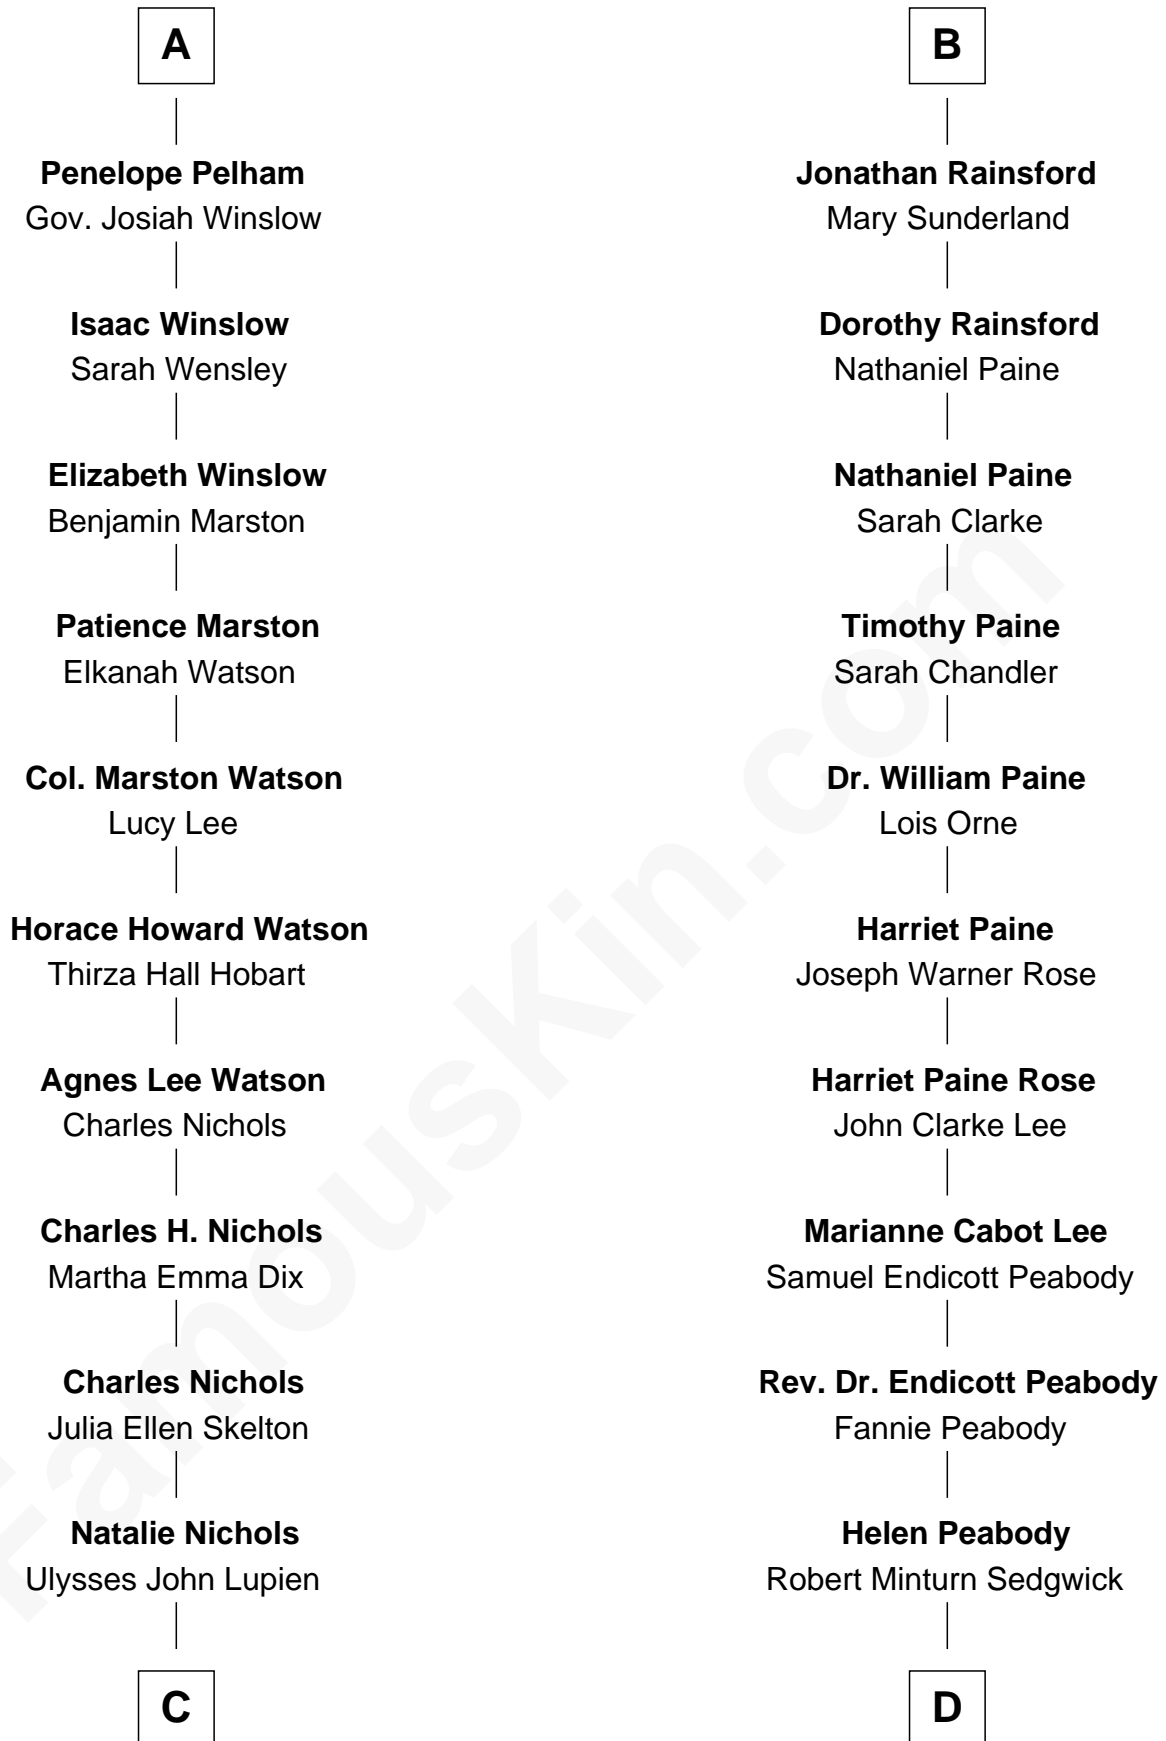 A
Penelope Pelham
Gov. Josiah Winslow
Isaac Winslow
Sarah Wensley
Elizabeth Winslow
Benjamin Marston
Patience Marston
Elkanah Watson
Col. Marston Watson
Lucy Lee
Horace Howard Watson
Thirza Hall Hobart
Agnes Lee Watson
Charles Nichols
Charles H. Nichols
Martha Emma Dix
Charles Nichols
Julia Ellen Skelton
Natalie Nichols
Ulysses John Lupien
C
B
Jonathan Rainsford
Mary Sunderland
Dorothy Rainsford
Nathaniel Paine
Nathaniel Paine
Sarah Clarke
Timothy Paine
Sarah Chandler
Dr. William Paine
Lois Orne
Harriet Paine
Joseph Warner Rose
Harriet Paine Rose
John Clarke Lee
Marianne Cabot Lee
Samuel Endicott Peabody
Rev. Dr. Endicott Peabody
Fannie Peabody
Helen Peabody
Robert Minturn Sedgwick
D
FamousKin.com